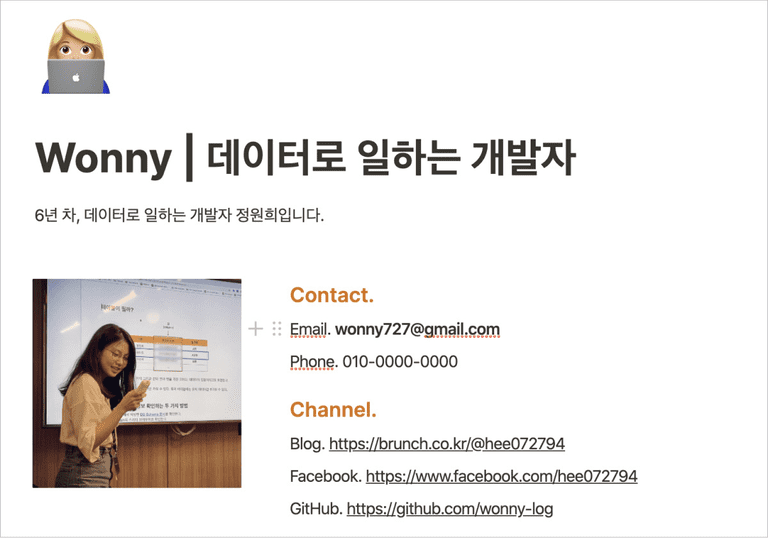 Wonny | 데이터로 일하는 개발자
6년 차, 데이터로 일하는 개발자 정원희입니다.
Contact.
Email. wonny727@gmail.com
Phone. 010-0000-0000
Channel.
Blog. https://brunch.co.kr/@hee072794
Facebook. https://www.facebook.com/hee072794
GitHub. https://github.com/wonny-log